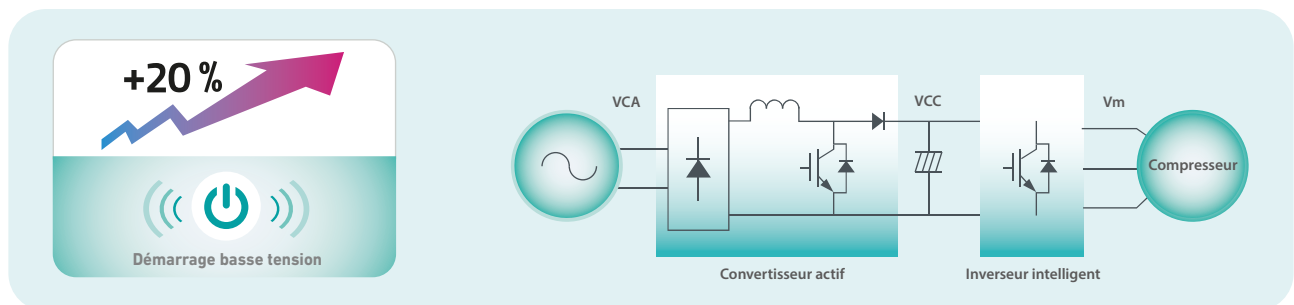 +20 %
Démarrage basse tension
VCA
VCC
Vm
Compresseur
Convertisseur actif
Inverseur intelligent